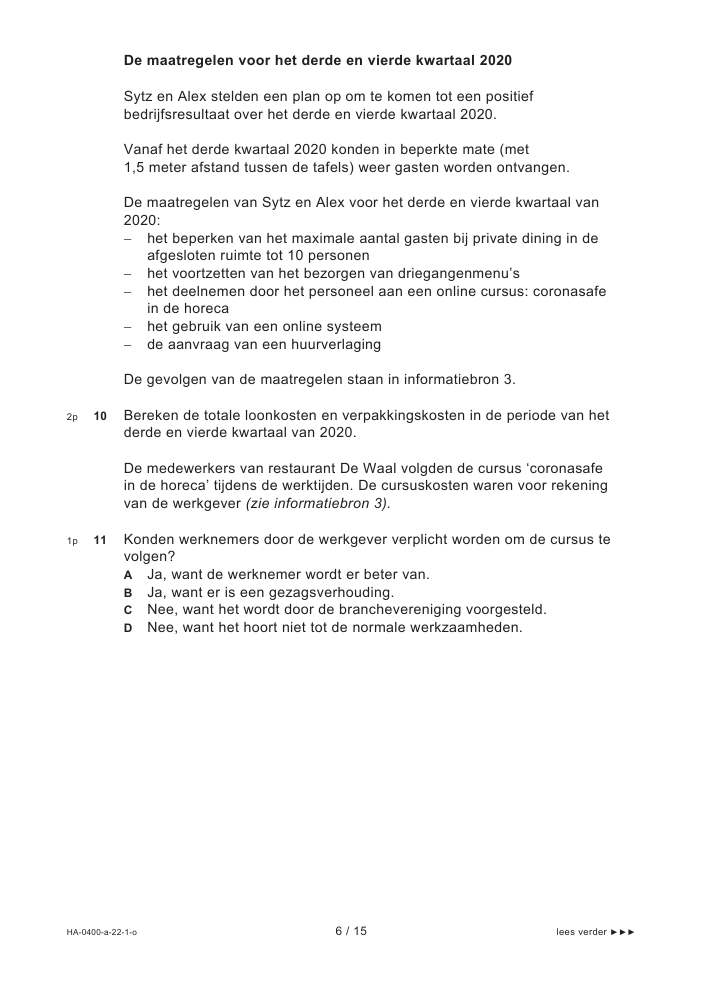 De maatregelen voor het derde en vierde kwartaal 2020
Sytz en Alex stelden een plan op om te komen tot een positief
bedrijfsresultaat over het derde en vierde kwartaal 2020.
Vanaf het derde kwartaal 2020 konden in beperkte mate (met
1,5 meter afstand tussen de tafels) weer gasten worden ontvangen.
De maatregelen van Sytz en Alex voor het derde en vierde kwartaal van
2020:
– het beperken van het maximale aantal gasten bij private dining in de
afgesloten ruimte tot 10 personen
– het voortzetten van het bezorgen van driegangenmenu's
– het deelnemen door het personeel aan een online cursus: coronasafe
in de horeca
– het gebruik van een online systeem
– de aanvraag van een huurverlaging
De gevolgen van de maatregelen staan in informatiebron 3.
2p 10 Bereken de totale loonkosten en verpakkingskosten in de periode van het
derde en vierde kwartaal van 2020.
De medewerkers van restaurant De Waal volgden de cursus 'coronasafe
in de horeca' tijdens de werktijden. De cursuskosten waren voor rekening
van de werkgever (zie informatiebron 3).
1p 11 Konden werknemers door de werkgever verplicht worden om de cursus te
volgen?
A Ja, want de werknemer wordt er beter van.
B Ja, want er is een gezagsverhouding.
C Nee, want het wordt door de branchevereniging voorgesteld.
D Nee, want het hoort niet tot de normale werkzaamheden.
HA-0400-a-22-1-o 6 / 15 lees verder ►►►